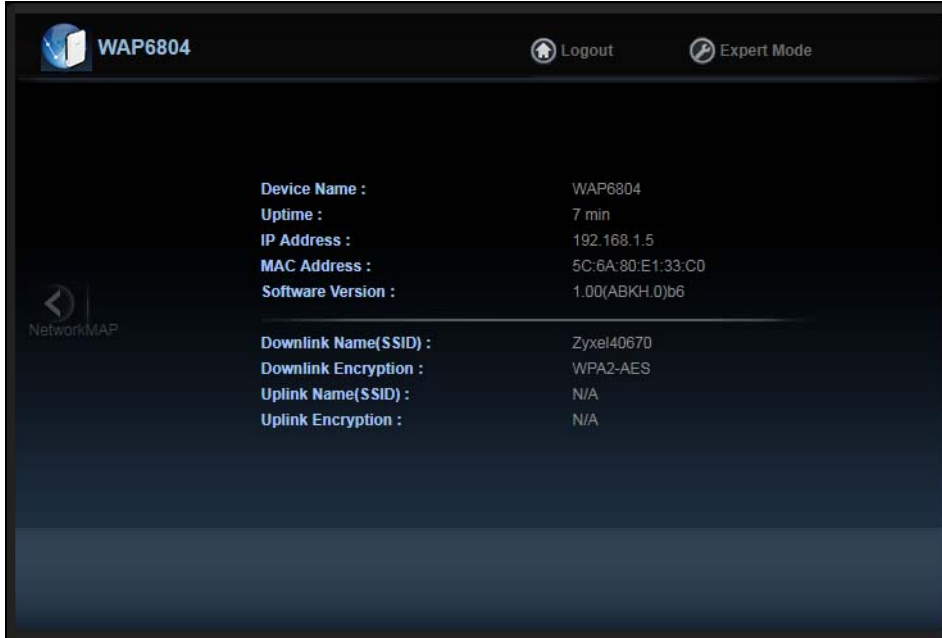 WAP6804
Logout Expert Mode
Device Name : WAP6804
Uptime : 7 min
IP Address : 192.168.1.5
MAC Address : 5C:6A:80:E1:33:C0
Software Version : 1.00(ABKH.0)b6
NetworkMAP
Downlink Name(SSID) : Zyxel40670
Downlink Encryption : WPA2-AES
Uplink Name(SSID) : N/A
Uplink Encryption : N/A